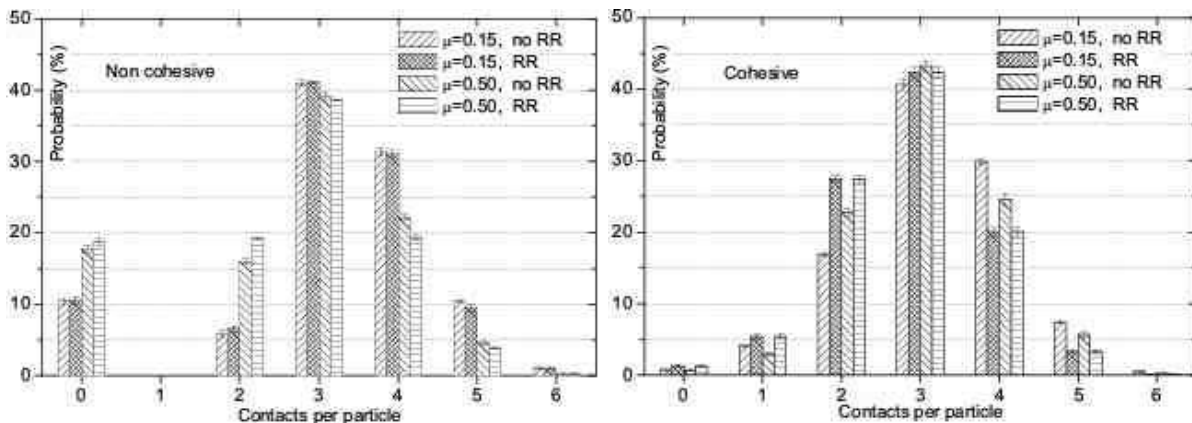 50
40
30
20
10
0
Probability (%)
Non cohesive
μ=0.15, no RR
μ=0.15, RR
μ=0.50, no RR
μ=0.50, RR
0 1 2 3 4 5 6
Contacts per particle
50
40
30
20
10
0
Probability (%)
Cohesive
μ=0.15, no RR
μ=0.15, RR
μ=0.50, no RR
μ=0.50, RR
0 1 2 3 4 5 6
Contacts per particle